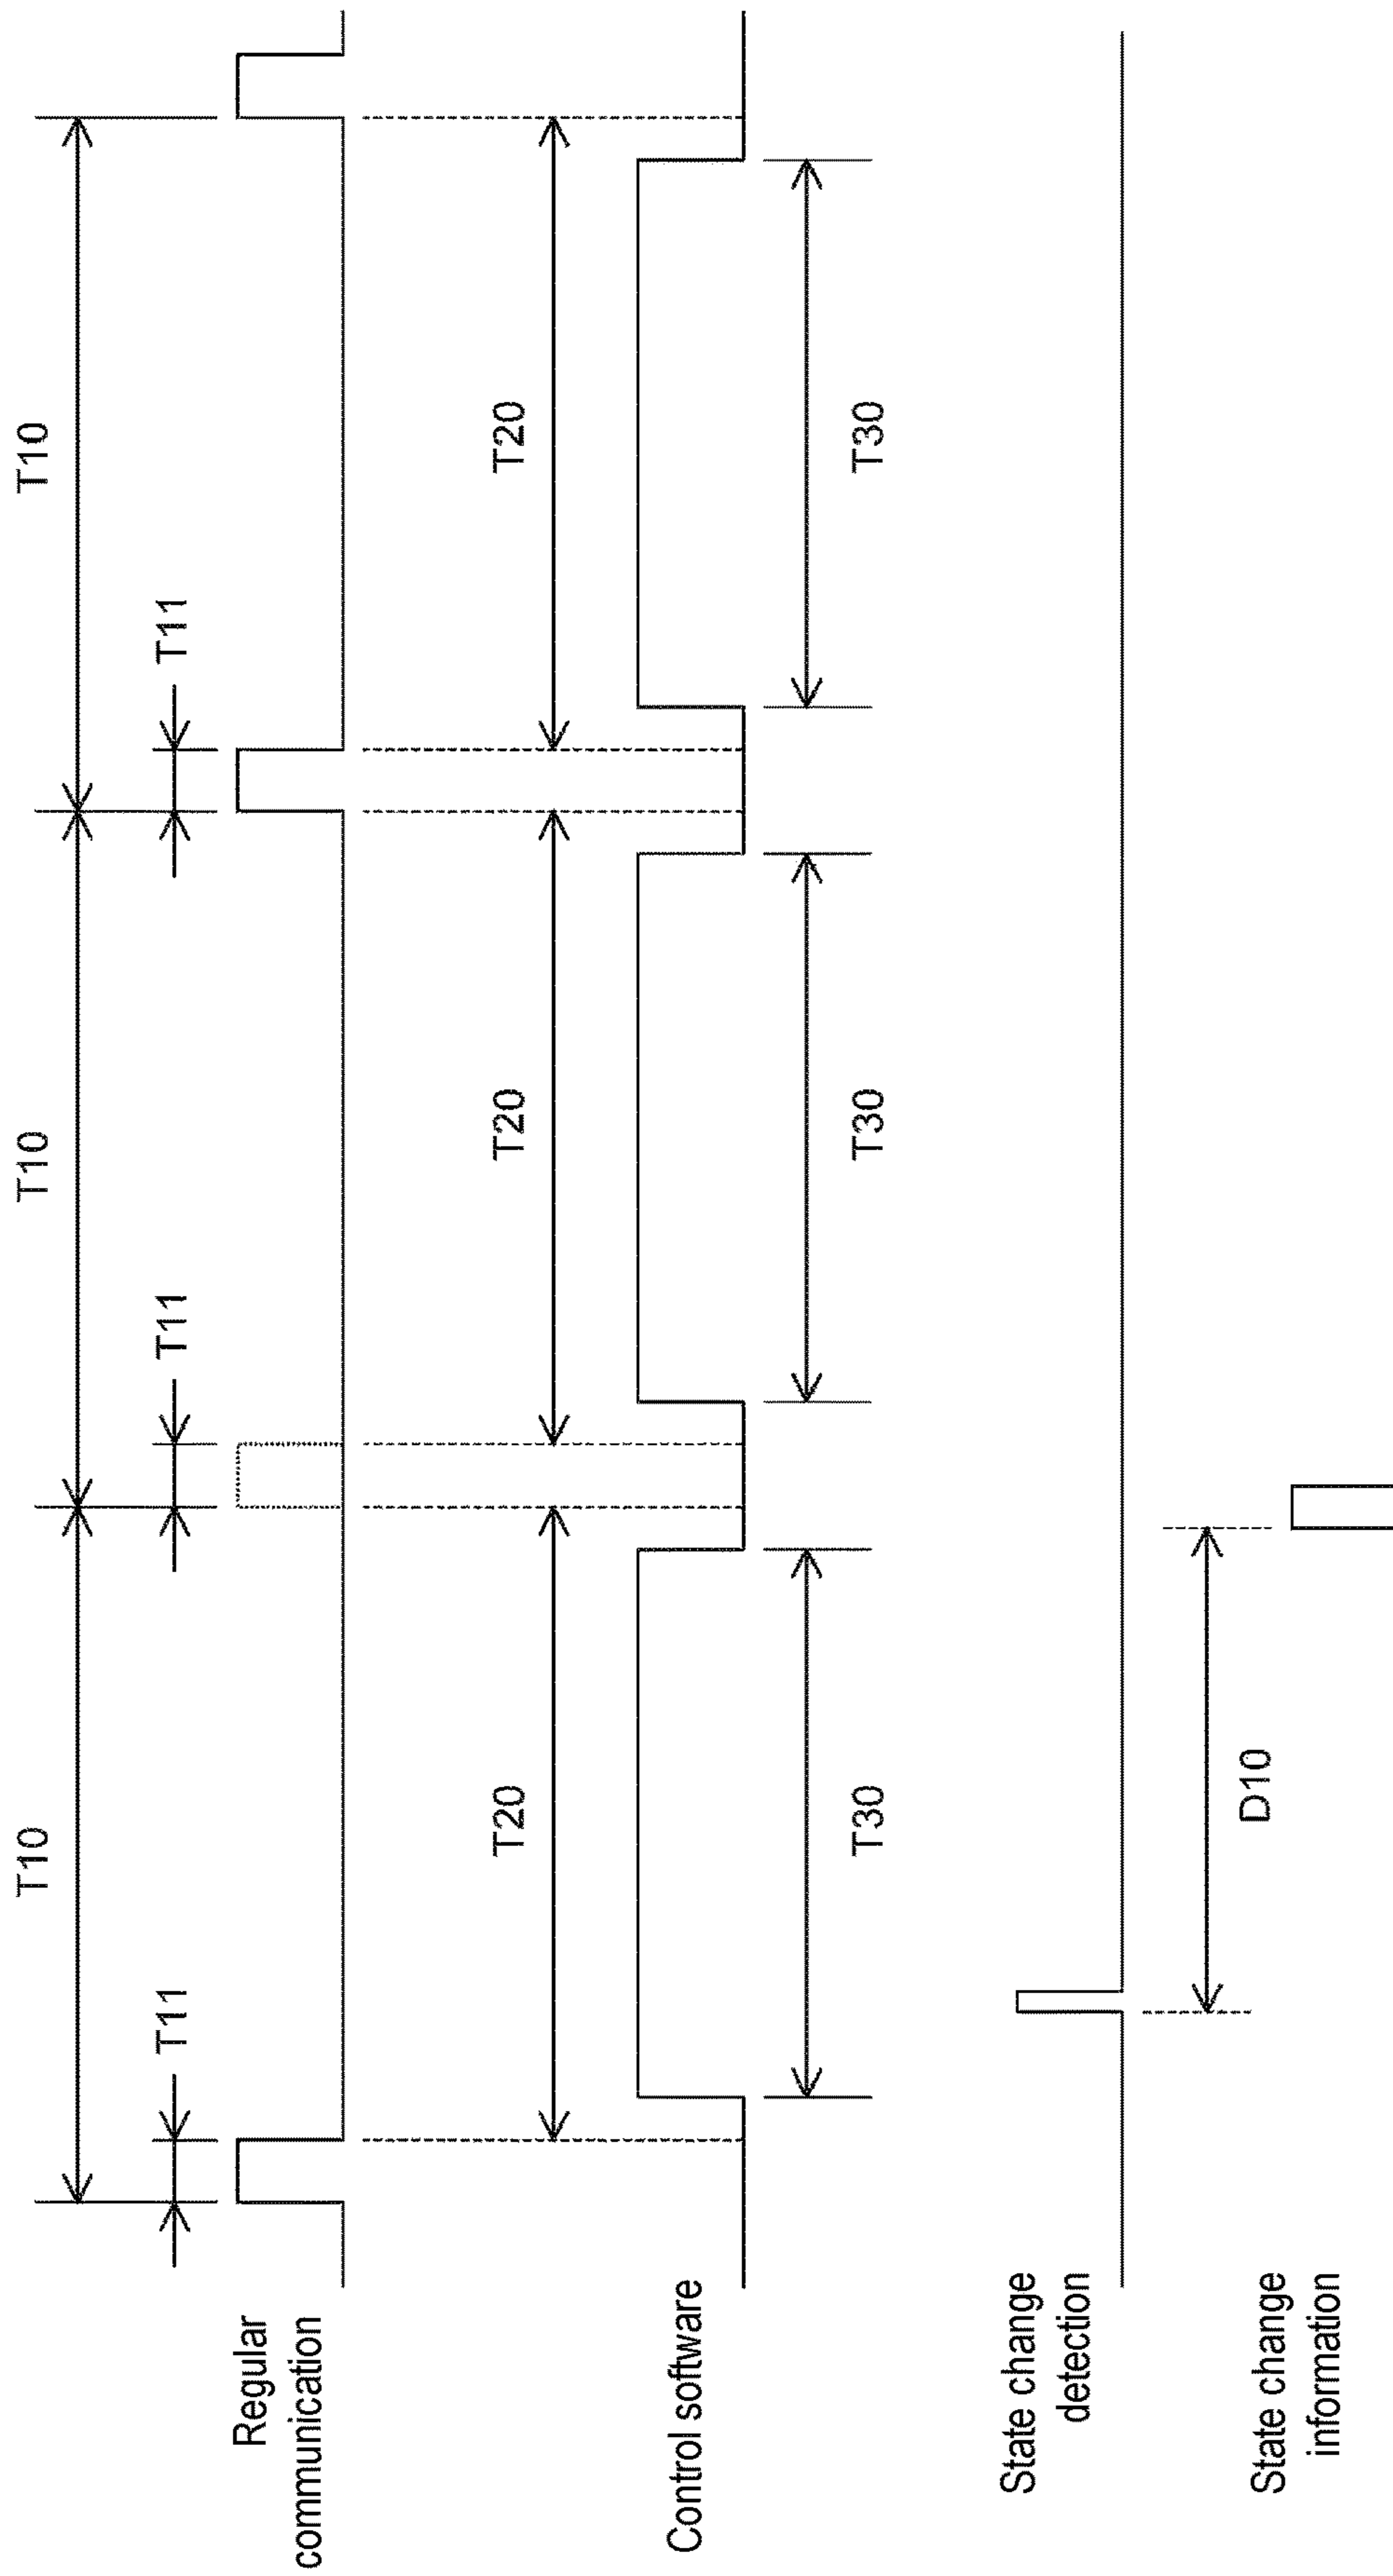 T10
T10
T10
T11
T11
T11
Regular
communication
T20
T20
T20
Control software
T30
T30
T30
State change
detection
D10
State change
information